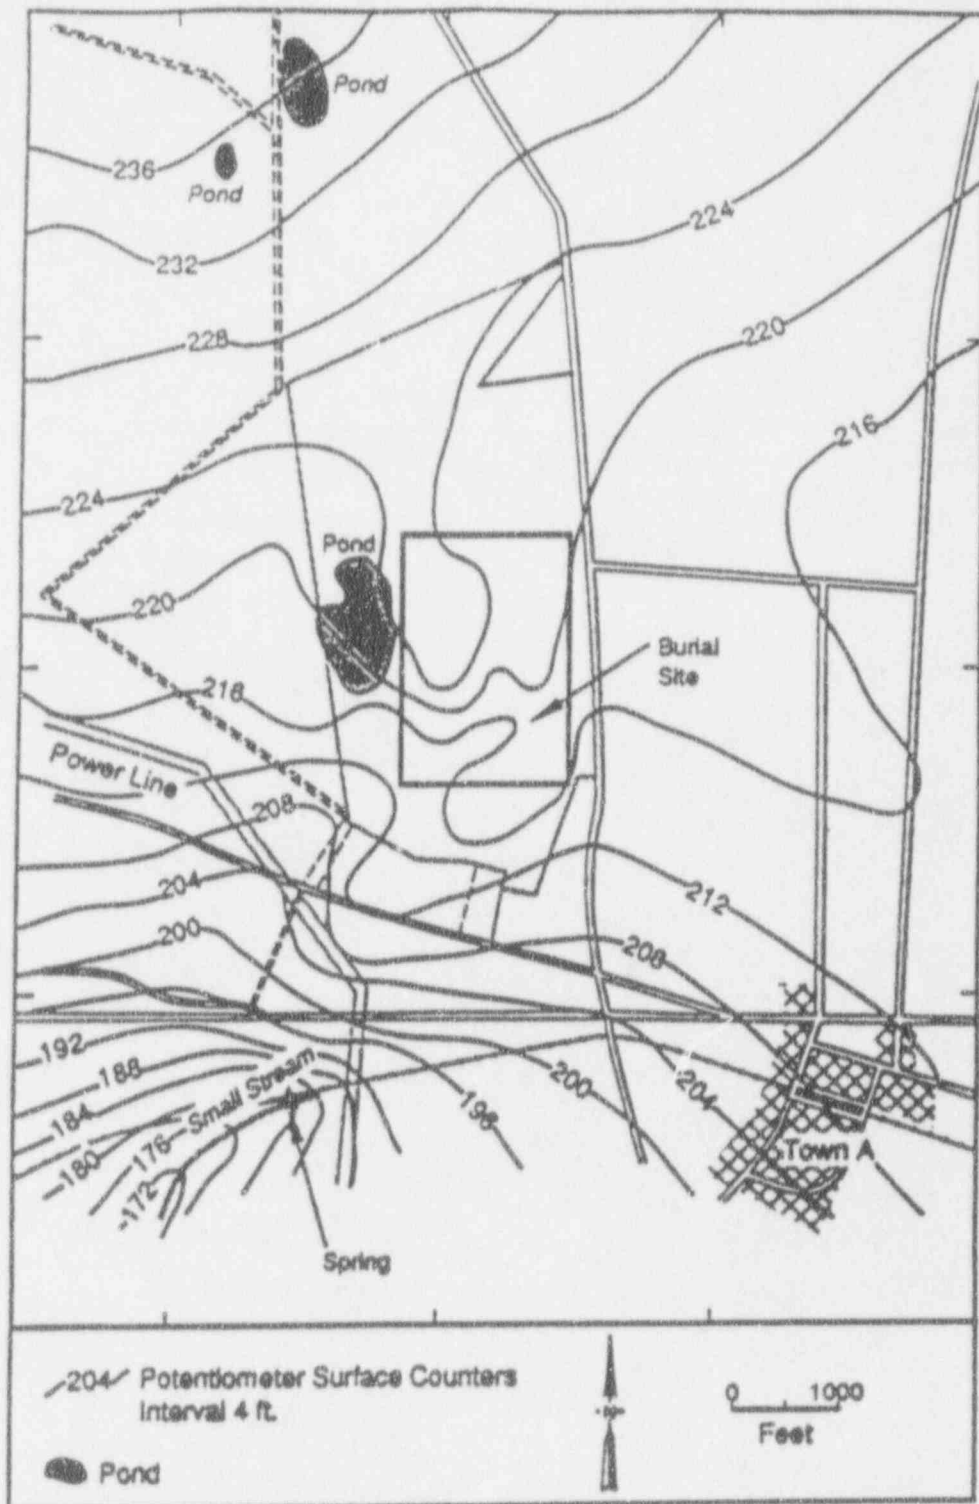 Pond
236
Pond
224
232
228
220
216
224
Pond
220
Burial
Site
218
Power Line
208
212
204
200
208
192
188
Small Stream
200
204
196
184
176
180
Town A
172
Spring
204 Potentiometer Surface Counters
Interval 4 ft.
0 1000
Feet
Pond